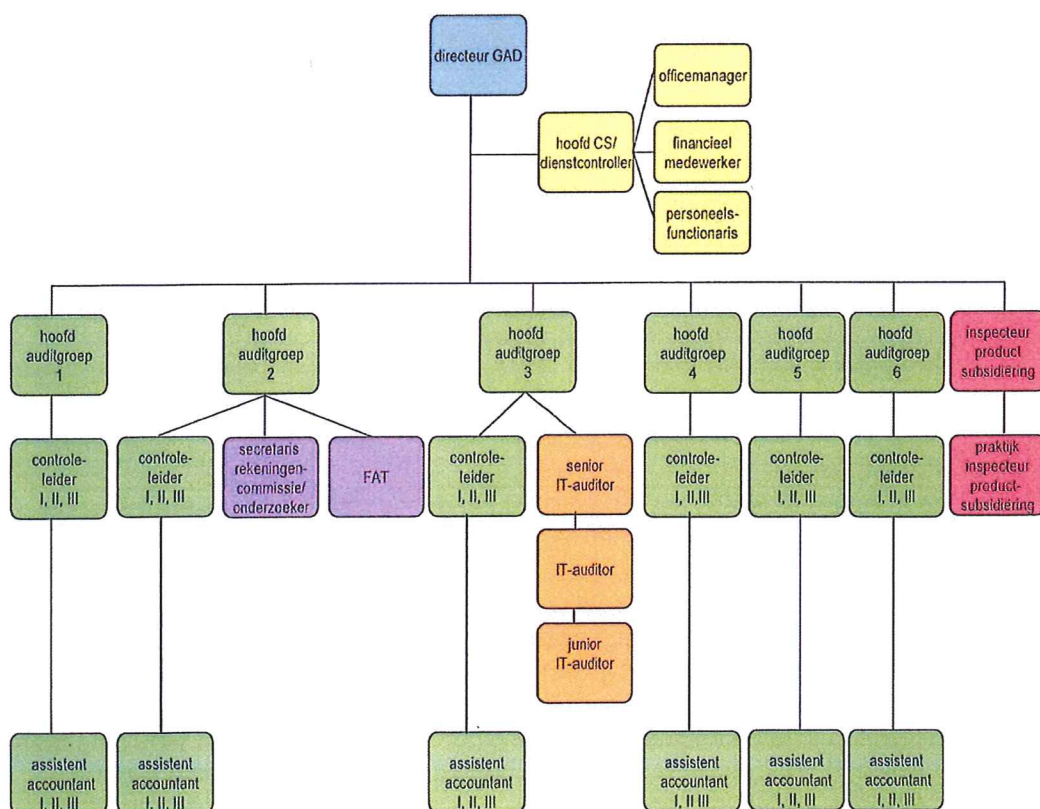 directeur GAD
officemanager
hoofd CS/
dienstcontroller
financieel
medewerker
personeels-
functionaris
hoofd
auditgroep
1
hoofd
auditgroep
2
hoofd
auditgroep
3
hoofd
auditgroep
4
hoofd
auditgroep
5
hoofd
auditgroep
6
inspecteur
product
subsidiëring
controle-
leider
I, II, III
controle-
leider
I, II, III
secretaris
rekeningen-
commissie/
onderzoeker
FAT
controle-
leider
I, II, III
senior
IT-auditor
controle-
leider
I, II,III
controle-
leider
I, II, III
controle-
leider
I, II, III
praktijk
inspecteur
product-
subsidiëring
IT-auditor
junior
IT-auditor
assistent
accountant
I, II, III
assistent
accountant
I, II, III
assistent
accountant
I, II, III
assistent
accountant
I, II III
assistent
accountant
I, II, III
assistent
accountant
I, II, III